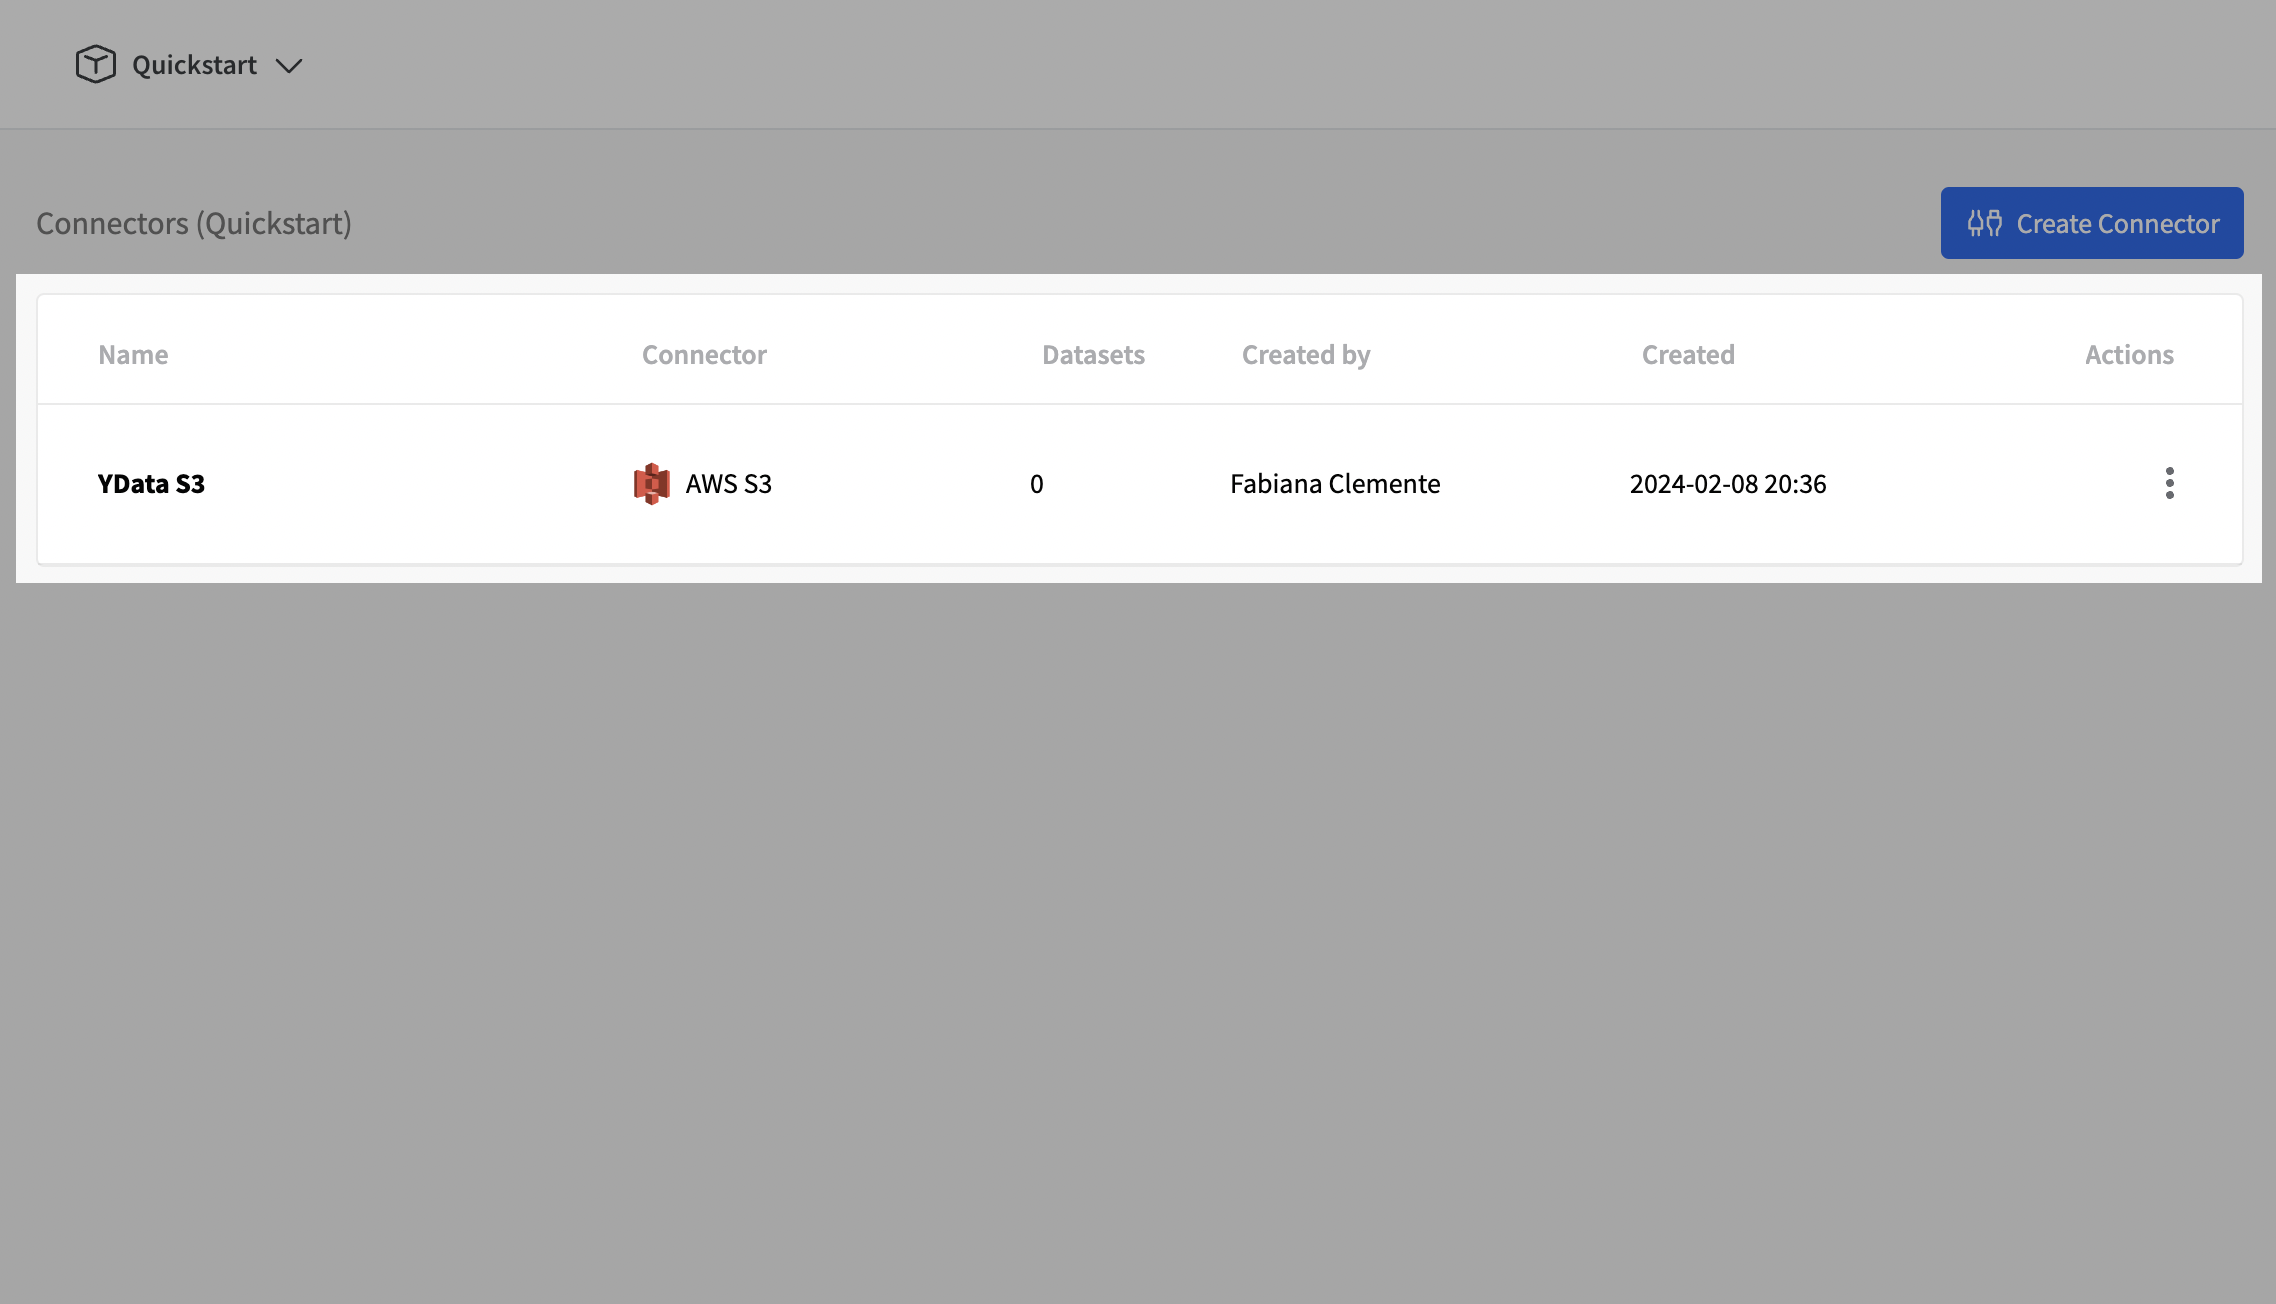 Quickstart
Connectors (Quickstart)
Create Connector
Name Connector Datasets Created by Created Actions
YData S3 AWS S3 0 Fabiana Clemente 2024-02-08 20:36